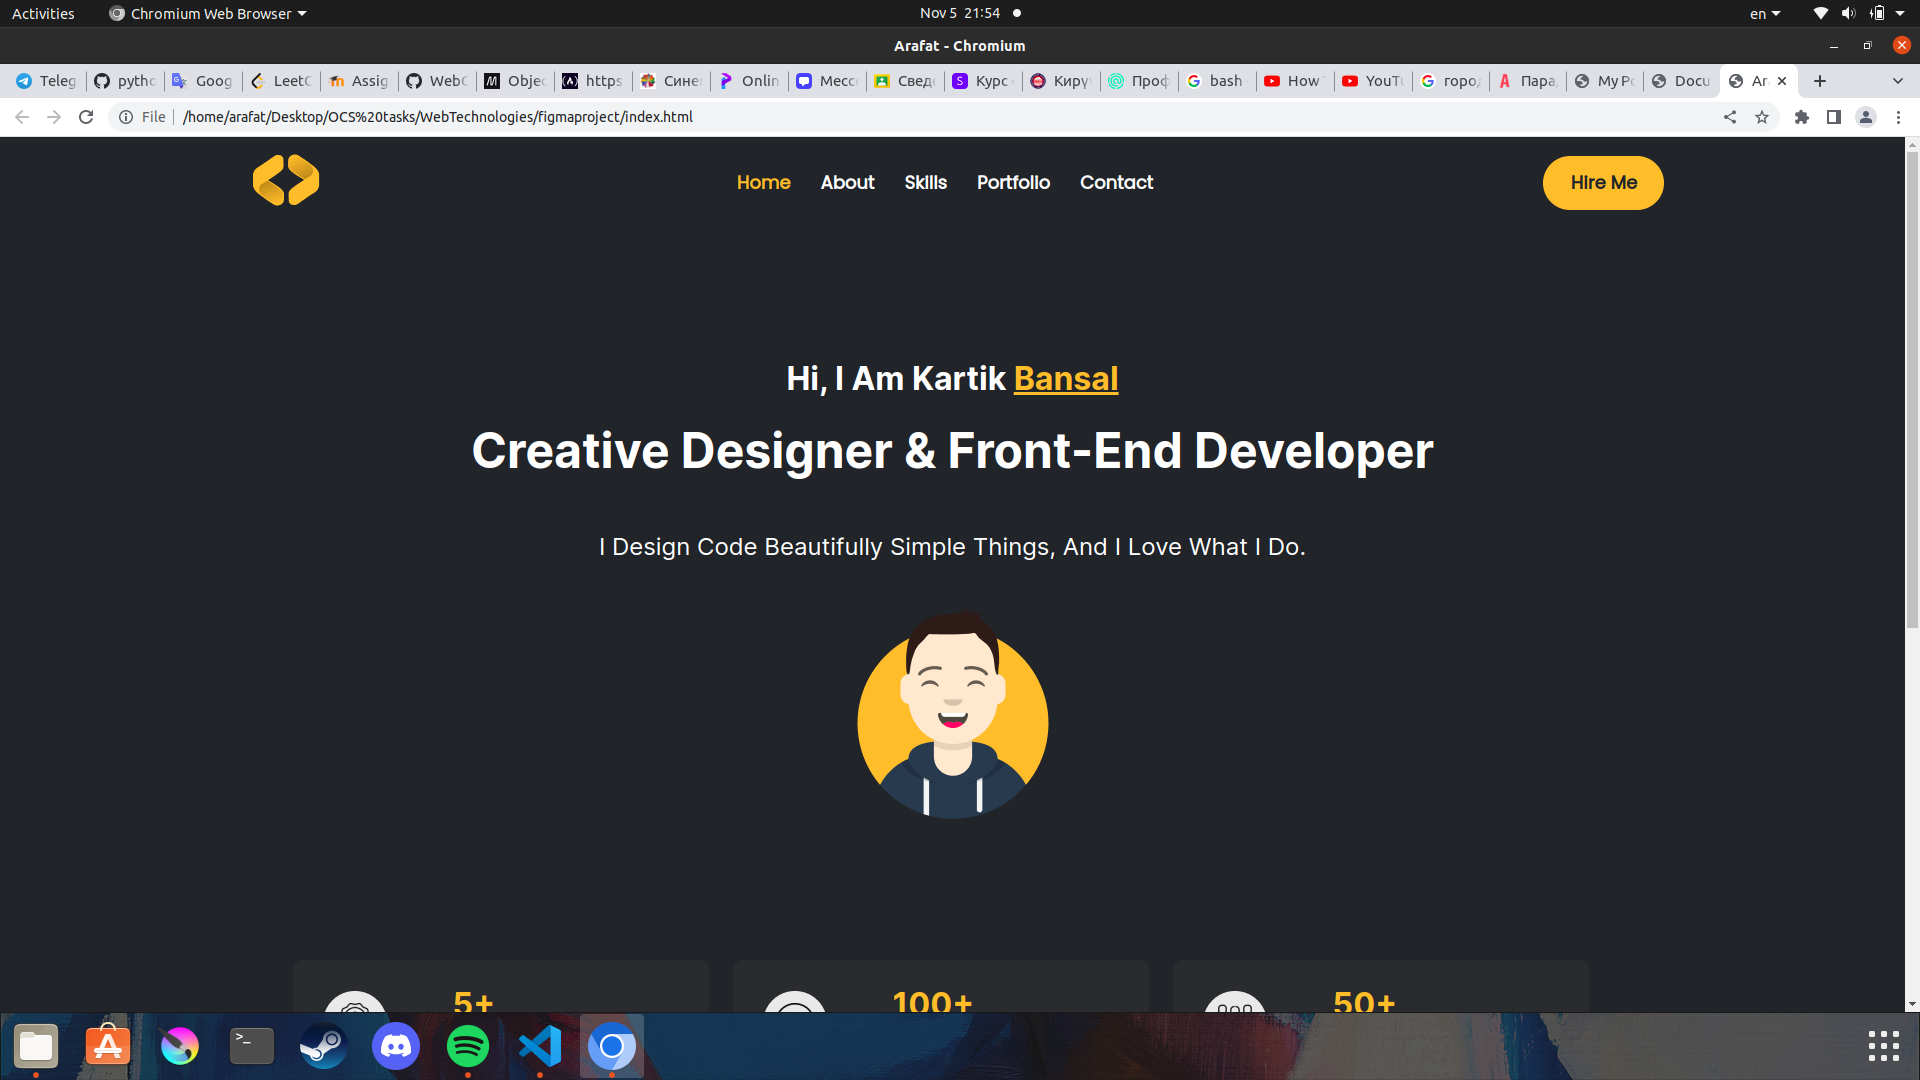 Activities Chromium Web Browser Nov 5 21:54 en
Arafat - Chromium
Teleg pytho Goog LeetC Assig WebC Objec https Сине Onlin Месс Сведе Курс Киру Проф bash How YouTu горо Пара My Po Docu Ar
File /home/arafat/Desktop/OCS%20tasks/WebTechnologies/figmaproject/index.html
Home About Skills Portfolio Contact Hire Me
Hi, I Am Kartik Bansal
Creative Designer & Front-End Developer
I Design Code Beautifully Simple Things, And I Love What I Do.
5+ 100+ 50+